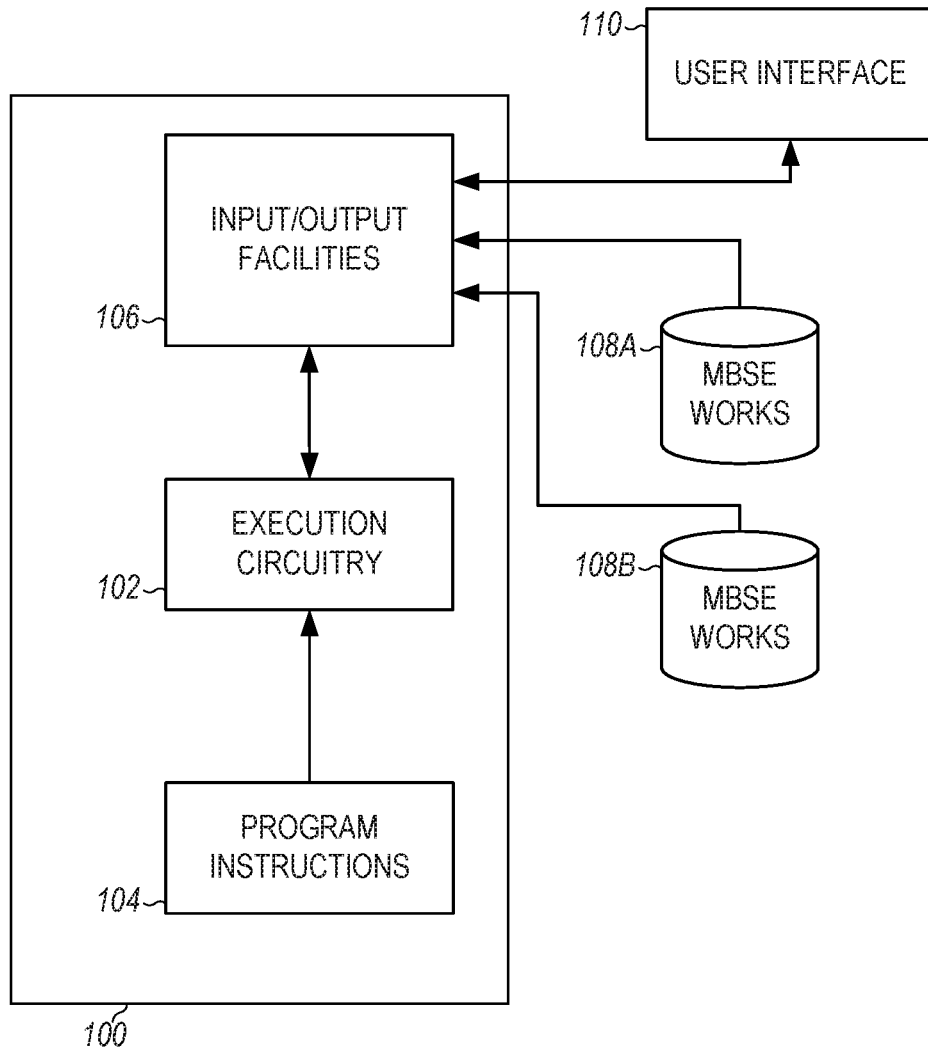 110
USER INTERFACE
INPUT/OUTPUT
FACILITIES
106
108A
MBSE
WORKS
EXECUTION
CIRCUITRY
102
108B
MBSE
WORKS
PROGRAM
INSTRUCTIONS
104
100